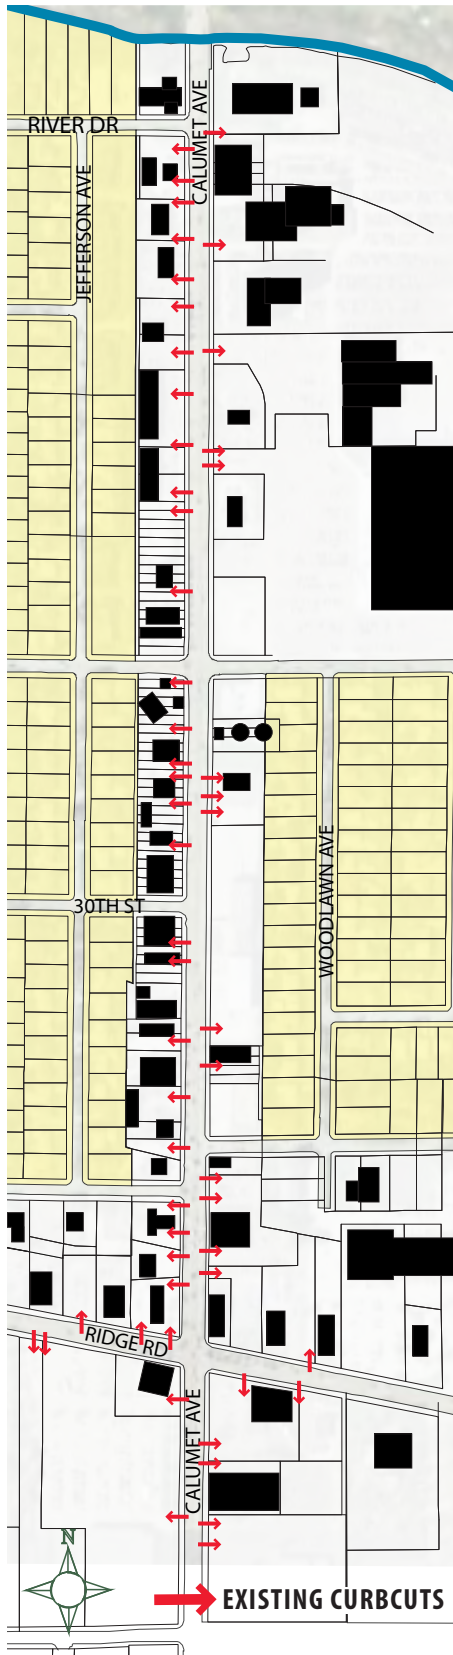 CALUMET AVE
RIVER DR
JEFFERSON AVE
WOODLAWN AVE
30TH ST
RIDGE RD
CALUMET AVE
N
EXISTING CURBCUTS